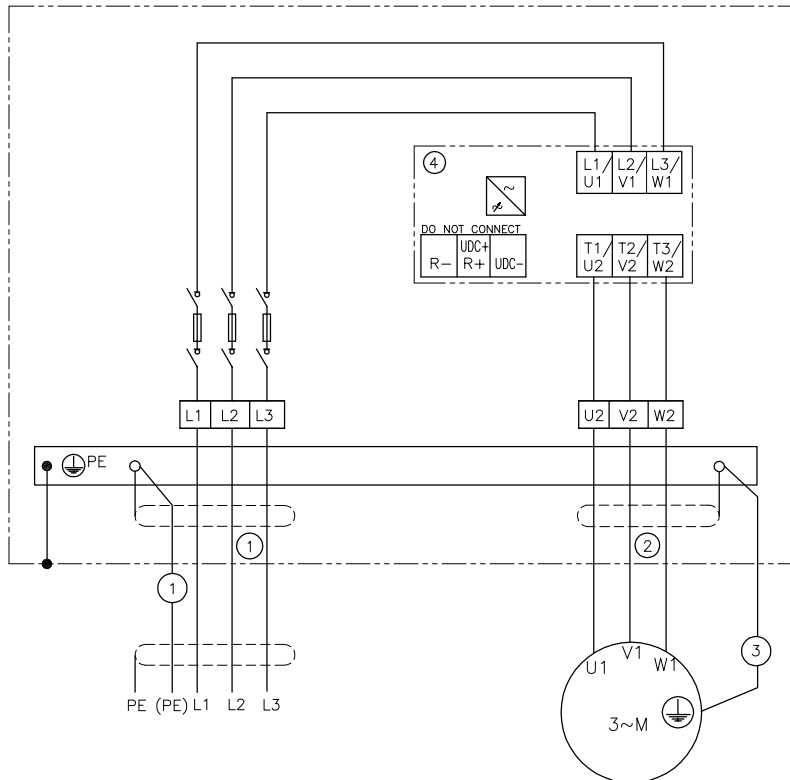 4
L1/ L2/ L3/
U1 V1 W1
DO NOT CONNECT
UDC+
R- R+ UDC-
T1/ T2/ T3/
U2 V2 W2
L1 L2 L3
U2 V2 W2
PE
1
2
1
3
U1 V1 W1
PE (PE) L1 L2 L3
3~M